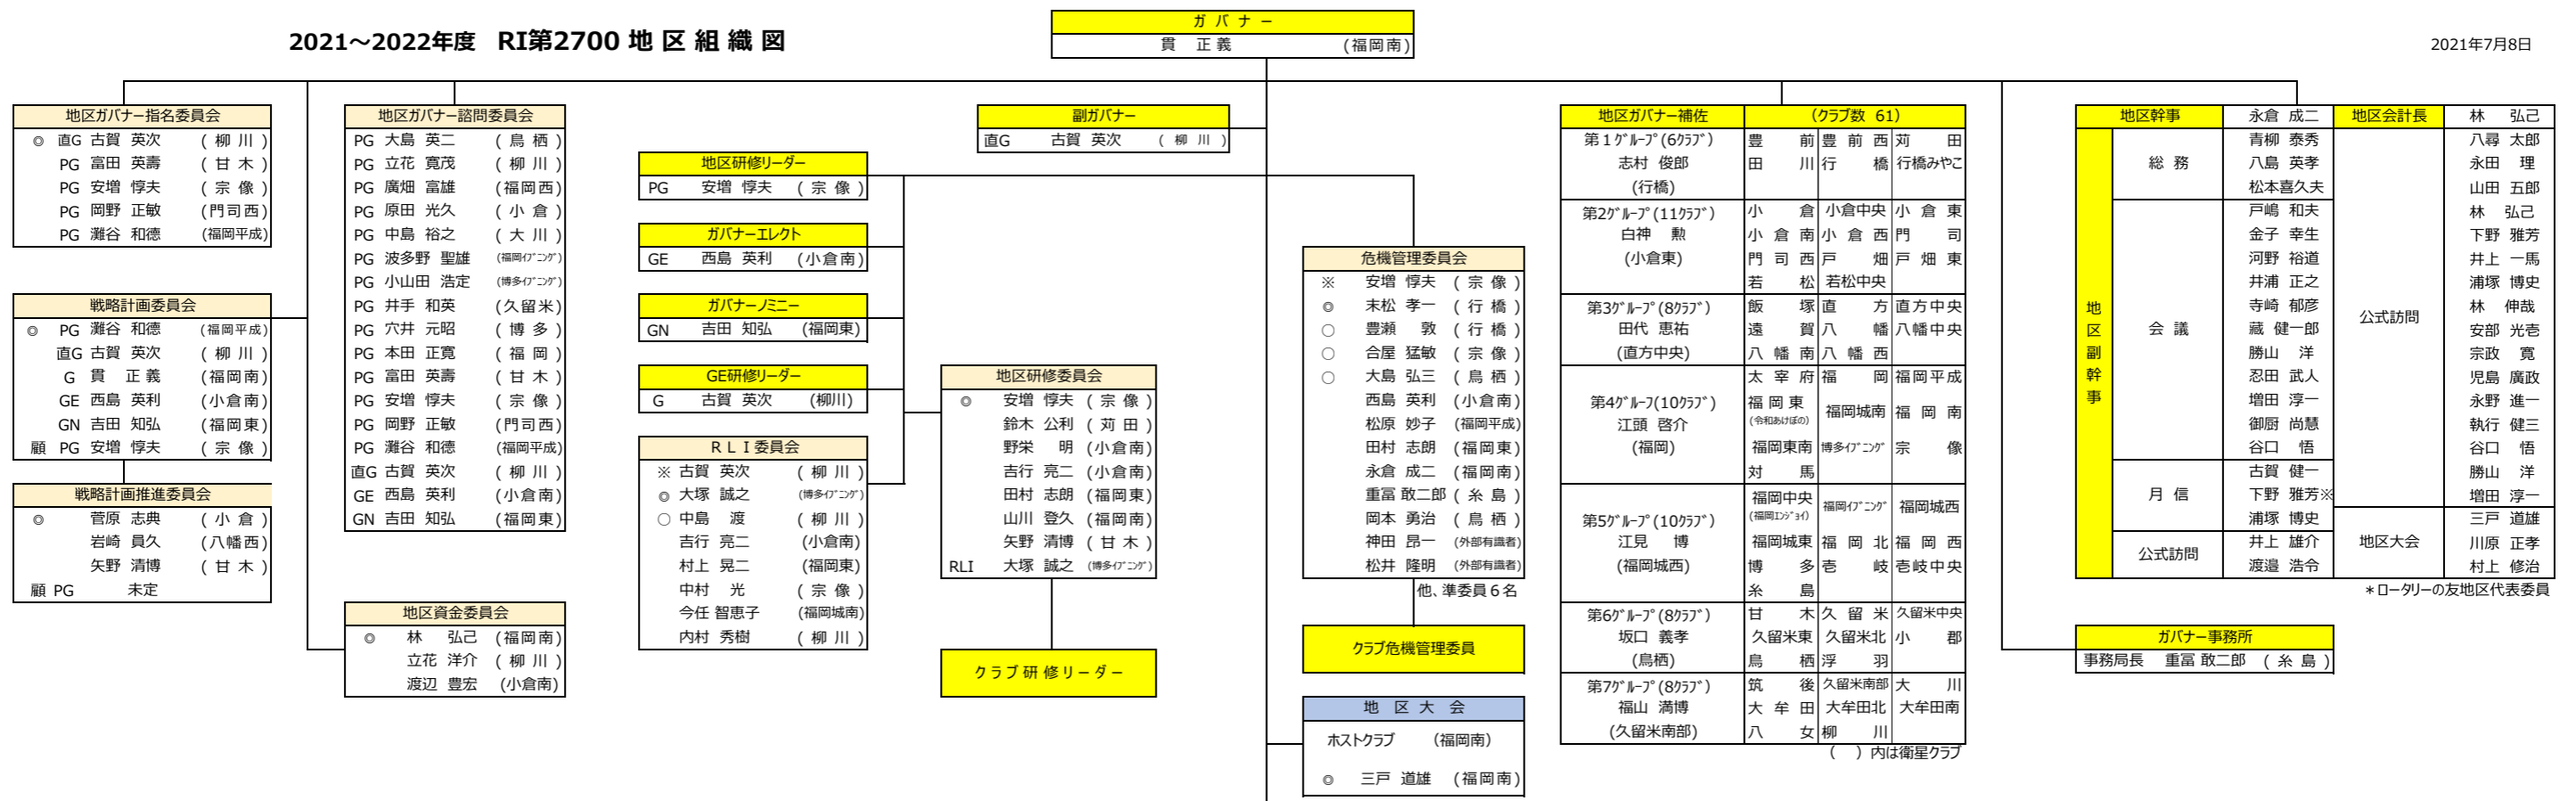 2021～2022年度 RI第2700 地 区 組 織 図
2021年7月8日
ガ バ ナ ー
貫 正 義 (福岡南)
地区ガバナー指名委員会
◎ 直G 古賀 英次 ( 柳 川 )
PG 富田 英壽 ( 甘 木 )
PG 安増 惇夫 ( 宗 像 )
PG 岡野 正敏 (門司西)
PG 灘谷 和德 (福岡平成)
戦略計画委員会
◎ PG 灘谷 和德 (福岡平成)
直G 古賀 英次 ( 柳 川 )
G 貫 正 義 (福岡南)
GE 西島 英利 (小倉南)
GN 吉田 知弘 (福岡東)
顧 PG 安増 惇夫 ( 宗 像 )
戦略計画推進委員会
◎ 菅原 志典 ( 小 倉 )
岩崎 員久 (八幡西)
矢野 清博 ( 甘 木 )
顧 PG 未定
地区ガバナー諮問委員会
PG 大島 英二 ( 鳥 栖 )
PG 立花 寛茂 ( 柳 川 )
PG 廣畑 富雄 (福岡西)
PG 原田 光久 ( 小 倉 )
PG 中島 裕之 ( 大 川 )
PG 波多野 聖雄 (福岡ｲﾌﾞﾆﾝｸﾞ)
PG 小山田 浩定 (博多ｲﾌﾞﾆﾝｸﾞ)
PG 井手 和英 (久留米)
PG 穴井 元昭 ( 博 多 )
PG 本田 正寛 ( 福 岡 )
PG 富田 英壽 ( 甘 木 )
PG 安増 惇夫 ( 宗 像 )
PG 岡野 正敏 (門司西)
PG 灘谷 和德 (福岡平成)
直G 古賀 英次 ( 柳 川 )
GE 西島 英利 (小倉南)
GN 吉田 知弘 (福岡東)
地区資金委員会
◎ 林 弘己 (福岡南)
立花 洋介 ( 柳 川 )
渡辺 豊宏 (小倉南)
副ガバナー
直G 古賀 英次 ( 柳 川 )
地区研修リーダー
PG 安増 惇夫 ( 宗 像 )
ガバナーエレクト
GE 西島 英利 (小倉南)
ガバナーノミニー
GN 吉田 知弘 (福岡東)
GE研修リーダー
G 古賀 英次 (柳川)
R L I 委員会
※ 古賀 英次 ( 柳 川 )
◎ 大塚 誠之 (博多ｲﾌﾞﾆﾝｸﾞ)
○ 中島 渡 ( 柳 川 )
吉行 亮二 (小倉南)
村上 晃二 (福岡東)
中村 光 ( 宗 像 )
今任 智恵子 (福岡城南)
内村 秀樹 ( 柳 川 )
地区研修委員会
◎ 安増 惇夫 ( 宗 像 )
鈴木 公利 ( 苅 田 )
野栄 明 (小倉南)
吉行 亮二 (小倉南)
田村 志朗 (福岡東)
山川 登久 (福岡南)
矢野 清博 ( 甘 木 )
RLI 大塚 誠之 (博多ｲﾌﾞﾆﾝｸﾞ)
クラブ研修リーダー
危機管理委員会
※ 安増 惇夫 ( 宗 像 )
◎ 末松 孝一 ( 行 橋 )
○ 豊瀬 敦 ( 行 橋 )
○ 合屋 猛敏 ( 宗 像 )
○ 大島 弘三 ( 鳥 栖 )
西島 英利 (小倉南)
松原 妙子 (福岡平成)
田村 志朗 (福岡東)
永倉 成二 (福岡南)
重冨 敢二郎 ( 糸 島 )
岡本 勇治 ( 鳥 栖 )
神田 昂一 (外部有識者)
松井 隆明 (外部有識者)
他、準委員６名
クラブ危機管理委員
地 区 大 会
ホストクラブ (福岡南)
◎ 三戸 道雄 (福岡南)
地区ガバナー補佐 (クラブ数 61)
第１ｸﾞﾙｰﾌﾟ(6ｸﾗﾌﾞ) 豊 前 豊 前 西 苅 田
志村 俊郎 田 川 行 橋 行橋みやこ
(行橋)
第2ｸﾞﾙｰﾌﾟ(11ｸﾗﾌﾞ) 小 倉 小倉中央 小 倉 東
白神 勲 小 倉 南 小 倉 西 門 司
(小倉東) 門 司 西 戸 畑 戸 畑 東
若 松 若松中央
第3ｸﾞﾙｰﾌﾟ(8ｸﾗﾌﾞ) 飯 塚 直 方 直方中央
田代 恵祐 遠 賀 八 幡 八幡中央
(直方中央) 八 幡 南 八 幡 西
太 宰 府 福 岡 福岡平成
第4ｸﾞﾙｰﾌ(10ｸﾗﾌﾞ) 福 岡 東 福岡城南 福 岡 南
江頭 啓介 (令和あけぼの)
(福岡) 福岡東南 博多ｲﾌﾞﾆﾝｸﾞ 宗 像
対 馬
福岡中央 福岡ｲﾌﾞﾆﾝｸﾞ 福岡城西
第5ｸﾞﾙｰﾌﾟ(10ｸﾗﾌﾞ) (福岡ｴﾝｼﾞｮｲ)
江見 博 福岡城東 福 岡 北 福 岡 西
(福岡城西) 博 多 壱 岐 壱岐中央
糸 島
第6ｸﾞﾙｰﾌﾟ(8ｸﾗﾌﾞ) 甘 木 久 留 米 久留米中央
坂口 義孝 久留米東 久留米北 小 郡
(鳥栖) 鳥 栖 浮 羽
第7ｸﾞﾙｰﾌﾟ(8ｸﾗﾌﾞ) 筑 後 久留米南部 大 川
福山 満博 大 牟 田 大牟田北 大牟田南
(久留米南部) 八 女 柳 川
（ ）内は衛星クラブ
地区幹事 永倉 成二 地区会計長 林 弘己
地区副幹事
総 務
青柳 泰秀
八島 英孝
松本喜久夫
会 議
戸嶋 和夫
金子 幸生
河野 裕道
井浦 正之
寺崎 郁彦
蔵 健一郎
勝山 洋
忍田 武人
増田 淳一
御厨 尚慧
谷口 悟
月 信
古賀 健一
下野 雅芳※
浦塚 博史
公式訪問
井上 雄介
渡邉 浩令
公式訪問
八尋 太郎
永田 理
山田 五郎
林 弘己
下野 雅芳
井上 一馬
浦塚 博史
林 伸哉
安部 光壱
宗政 寛
児島 廣政
永野 進一
執行 健三
谷口 悟
勝山 洋
増田 淳一
地区大会
三戸 道雄
川原 正孝
村上 修治
＊ロータリーの友地区代表委員
ガバナー事務所
事務局長 重冨 敢二郎 ( 糸 島 )